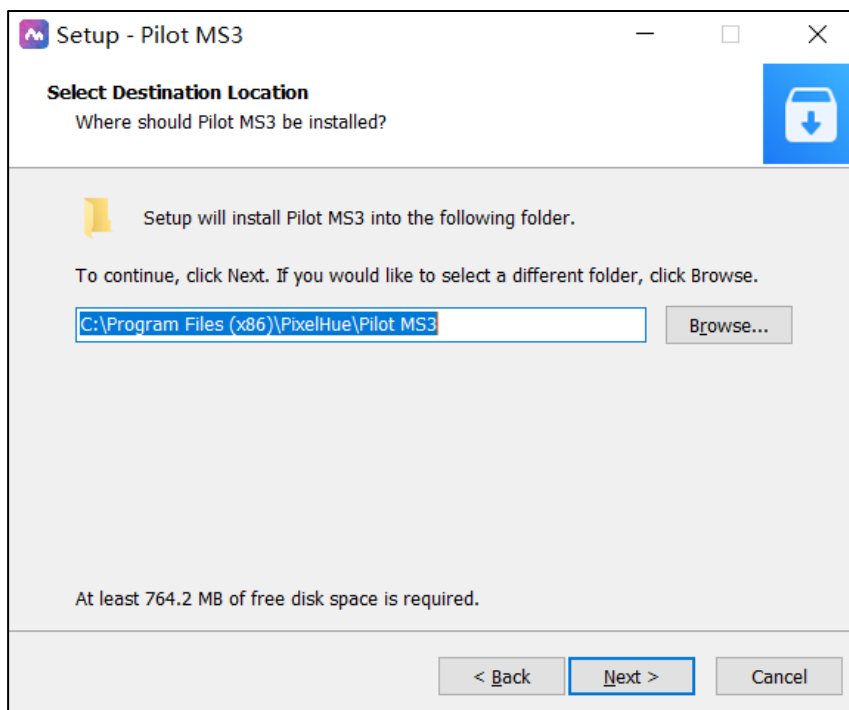 Setup - Pilot MS3
Select Destination Location
Where should Pilot MS3 be installed?
Setup will install Pilot MS3 into the following folder.
To continue, click Next. If you would like to select a different folder, click Browse.
C:\Program Files (x86)\PixelHue\Pilot MS3
Browse...
At least 764.2 MB of free disk space is required.
< Back
Next >
Cancel